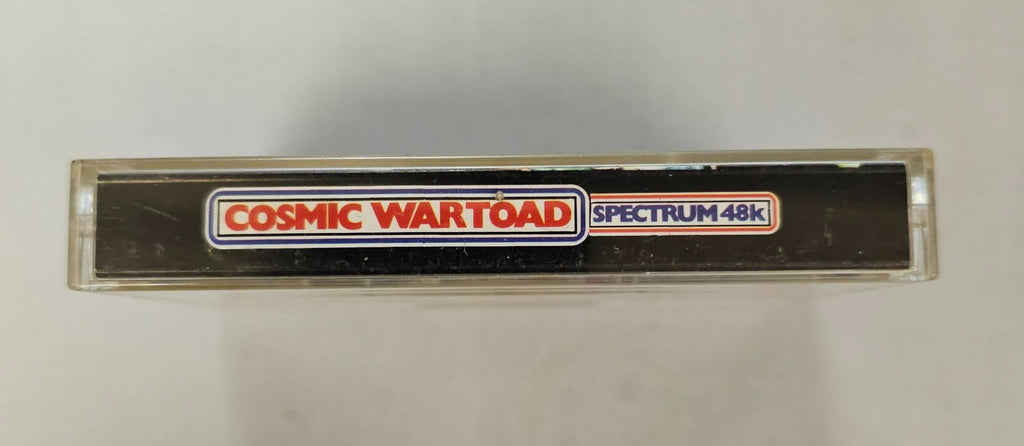 COSMIC WARTOAD SPECTRUM 48k